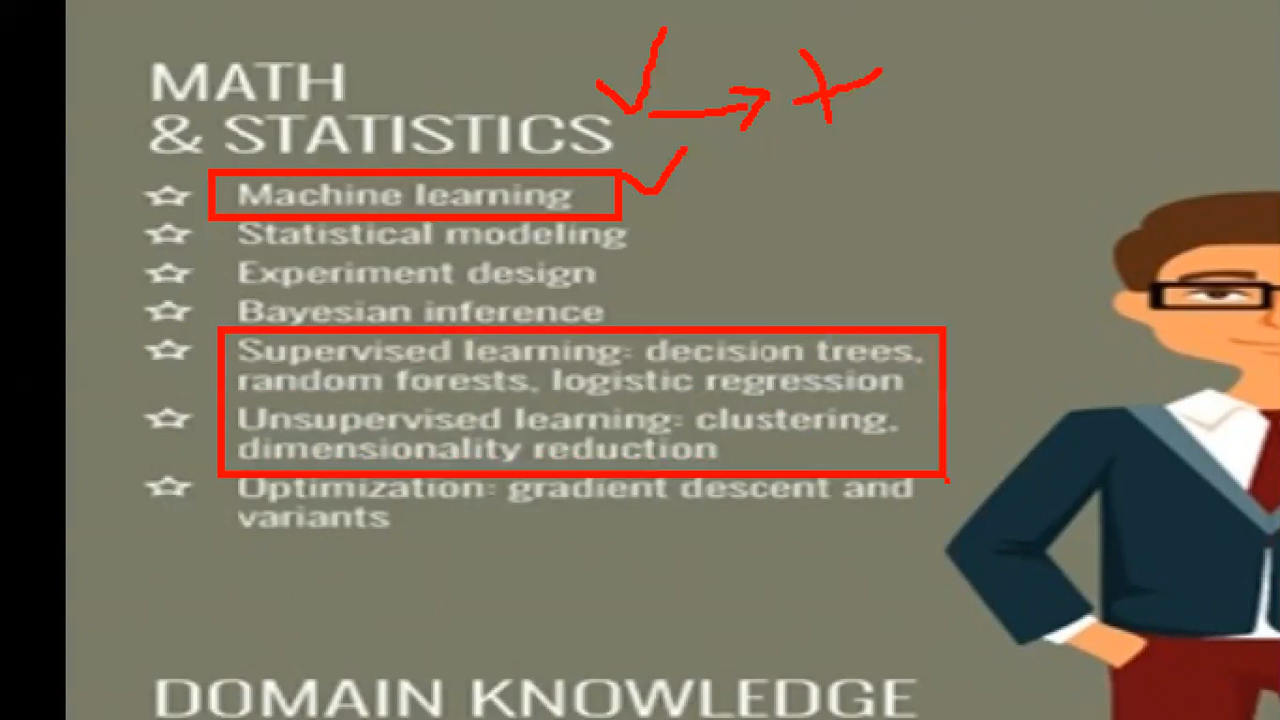 MATH
& STATISTICS
Machine learning
Statistical modeling
Experiment design
Bayesian inference
Supervised learning: decision trees,
random forests, logistic regression
Unsupervised learning: clustering,
dimensionality reduction
Optimization: gradient descent and
variants
DOMAIN KNOWLEDGE